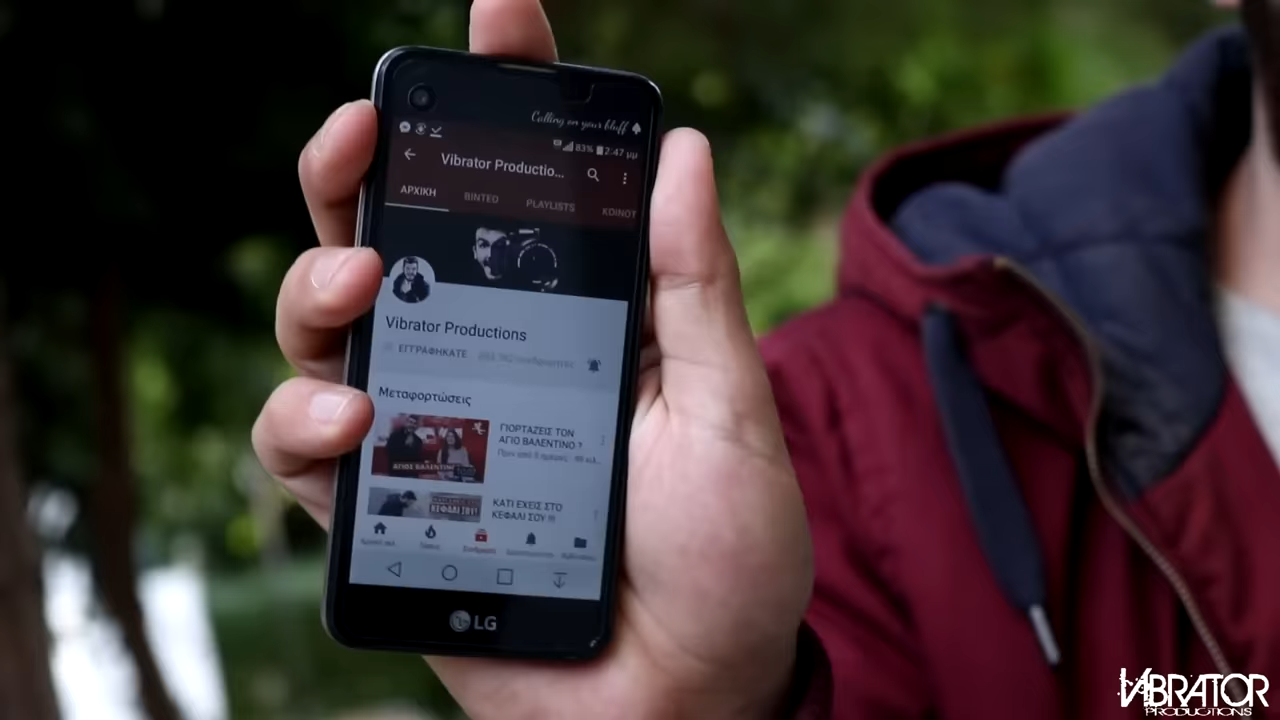 Calling on your bluff
83% 2:47 μμ
Vibrator Productio...
ΑΡΧΙΚΗ ΒΙΝΤΕΟ PLAYLISTS ΚΟΙΝΟΤ
Vibrator Productions
ΕΓΓΡΑΦΗΚΑΤΕ
Μεταφορτώσεις
ΓΙΟΡΤΑΖΕΙΣ ΤΟΝ
ΑΓΙΟ ΒΑΛΕΝΤΙΝΟ ?
ΑΓΙΟΣ ΒΑΛΕΝΤΙΝΟ
ΚΑΤΙ ΕΧΕΙΣ ΣΤΟ
ΚΕΦΑΛΙ ΣΟΥ !!!
ΚΕΦΑΛΙ ΣΟΥ!
LG
VIBRATOR
PRODUCTIONS